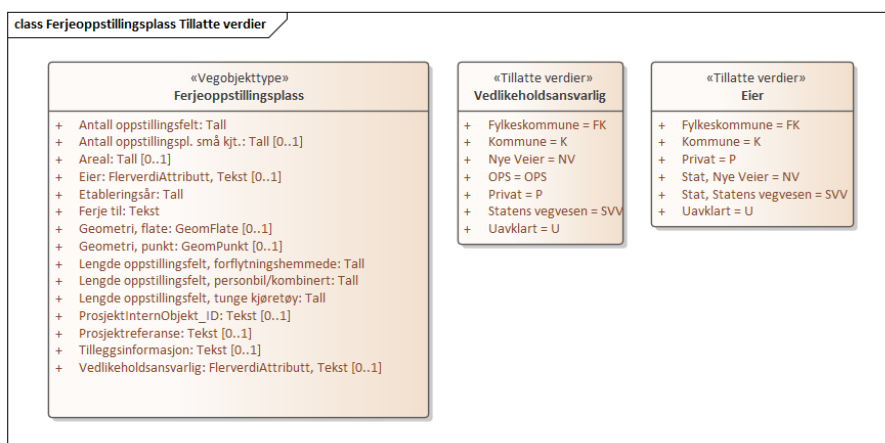 class Ferjeoppstillingsplass Tillatte verdier
«Vegobjekttype»
Ferjeoppstillingsplass
+ Antall oppstillingsfelt: Tall
+ Antall oppstillingspl. små kjt.: Tall [0..1]
+ Areal: Tall [0..1]
+ Eier: FlerverdiAttributt, Tekst [0..1]
+ Etableringsår: Tall
+ Ferje til: Tekst
+ Geometri, flate: GeomFlate [0..1]
+ Geometri, punkt: GeomPunkt [0..1]
+ Lengde oppstillingsfelt, forflytningshemmede: Tall
+ Lengde oppstillingsfelt, personbil/kombinert: Tall
+ Lengde oppstillingsfelt, tunge kjøretøy: Tall
+ ProsjektInternObjekt_ID: Tekst [0..1]
+ Prosjektreferanse: Tekst [0..1]
+ Tilleggsinformasjon: Tekst [0..1]
+ Vedlikeholdsansvarlig: FlerverdiAttributt, Tekst [0..1]
«Tillatte verdier»
Vedlikeholdsansvarlig
+ Fylkeskommune = FK
+ Kommune = K
+ Nye Veier = NV
+ OPS = OPS
+ Privat = P
+ Statens vegvesen = SVV
+ Uavklart = U
«Tillatte verdier»
Eier
+ Fylkeskommune = FK
+ Kommune = K
+ Privat = P
+ Stat, Nye Veier = NV
+ Stat, Statens vegvesen = SVV
+ Uavklart = U